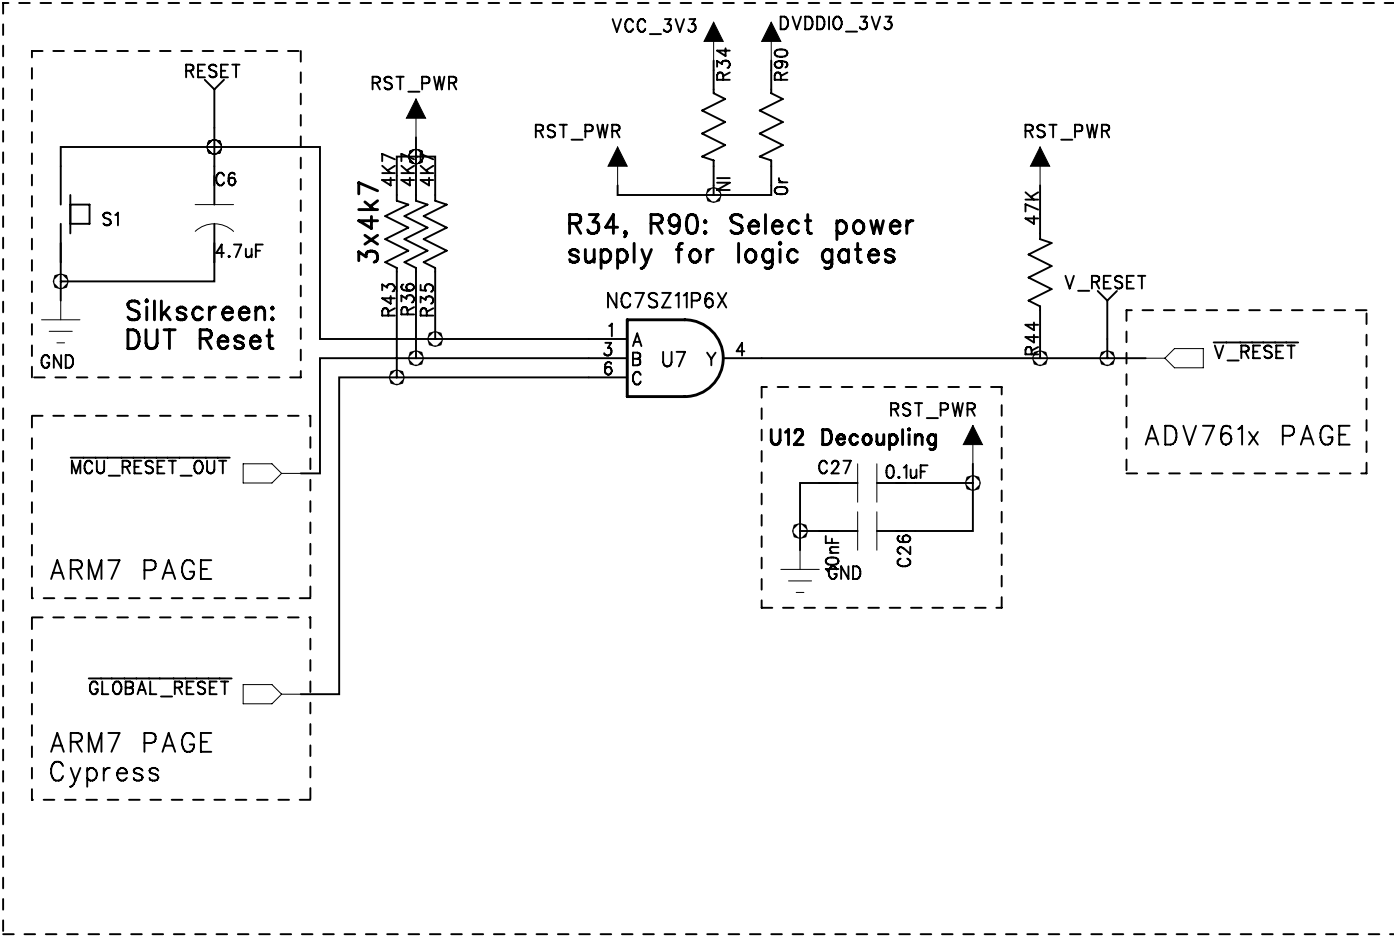 VCC_3V3
DVDDIO_3V3
R34
R90
NI
0r
RST_PWR
R34, R90: Select power
supply for logic gates
RESET
C6
4.7uF
S1
GND
Silkscreen:
DUT Reset
RST_PWR
4K7
4K7
4K7
3x4k7
R43
R36
R35
NC7SZ11P6X
1
3
6
A
B
C
U7
Y
4
RST_PWR
47K
R44
V_RESET
V_RESET
ADV761x PAGE
MCU_RESET_OUT
ARM7 PAGE
RST_PWR
U12 Decoupling
C27
0.1uF
10nF
C26
GND
GLOBAL_RESET
ARM7 PAGE
Cypress